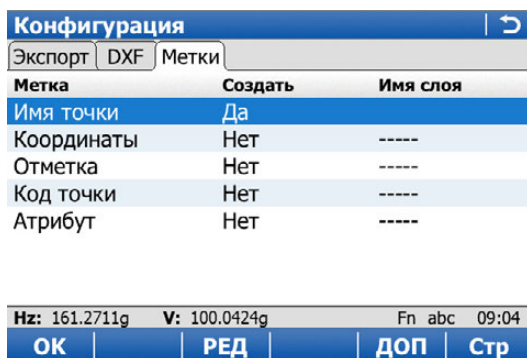 Конфигурация
Экспорт DXF Метки
Метка Создать Имя слоя
Имя точки Да
Координаты Нет -----
Отметка Нет -----
Код точки Нет -----
Атрибут Нет -----
Hz: 161.2711g V: 100.0424g Fn abc 09:04
ОК РЕД ДОП Стр